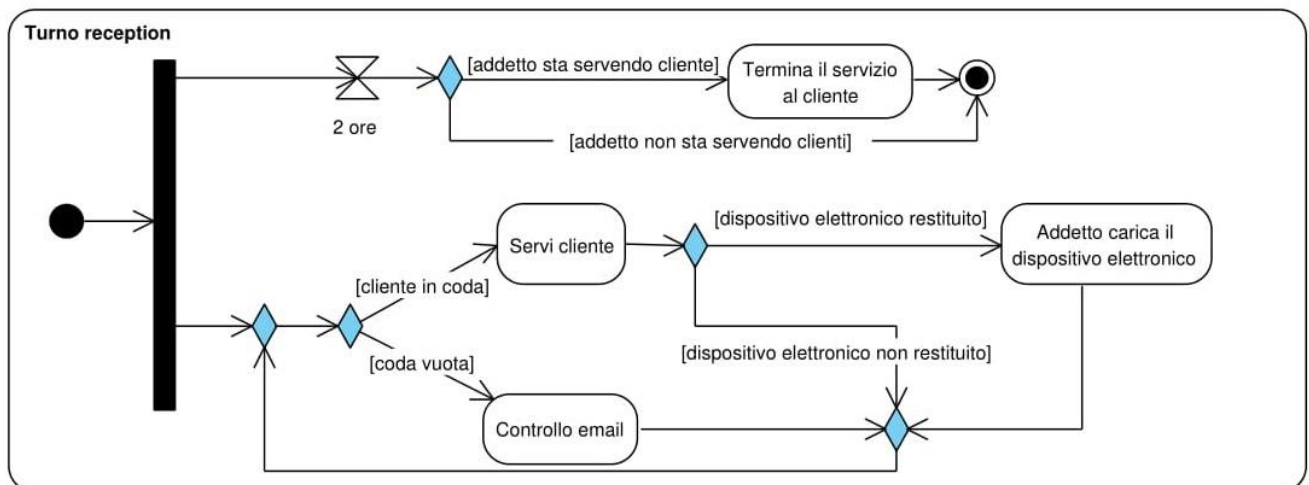 Turno reception
[addetto sta servendo cliente]
Termina il servizio
al cliente
2 ore
[addetto non sta servendo clienti]
[dispositivo elettronico restituito]
Servi cliente
Addetto carica il
dispositivo elettronico
[cliente in coda]
[dispositivo elettronico non restituito]
[coda vuota]
Controllo email